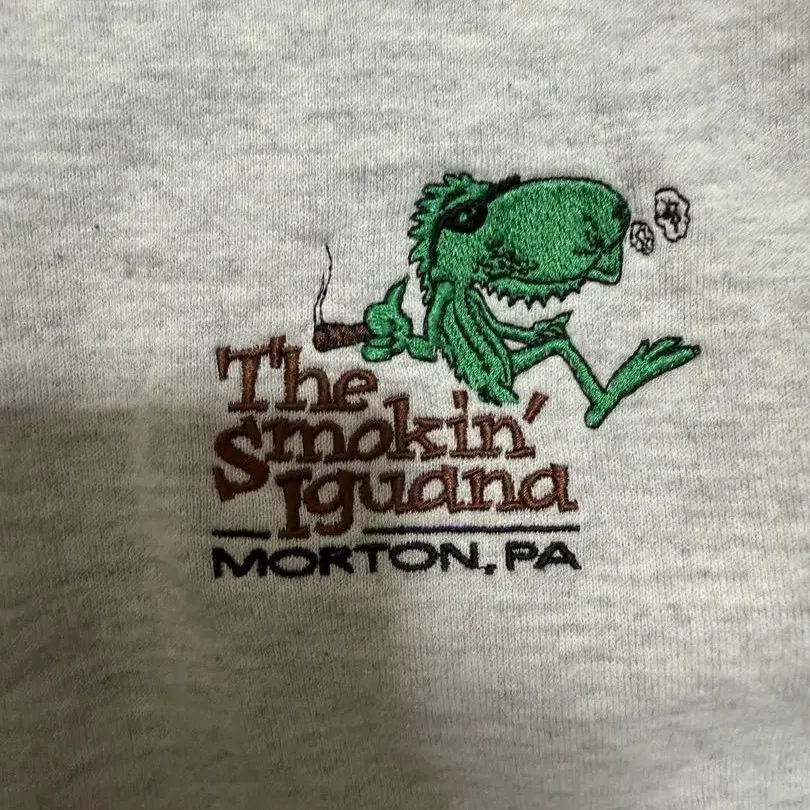 The
Smokin'
Iguana
MORTON, PA